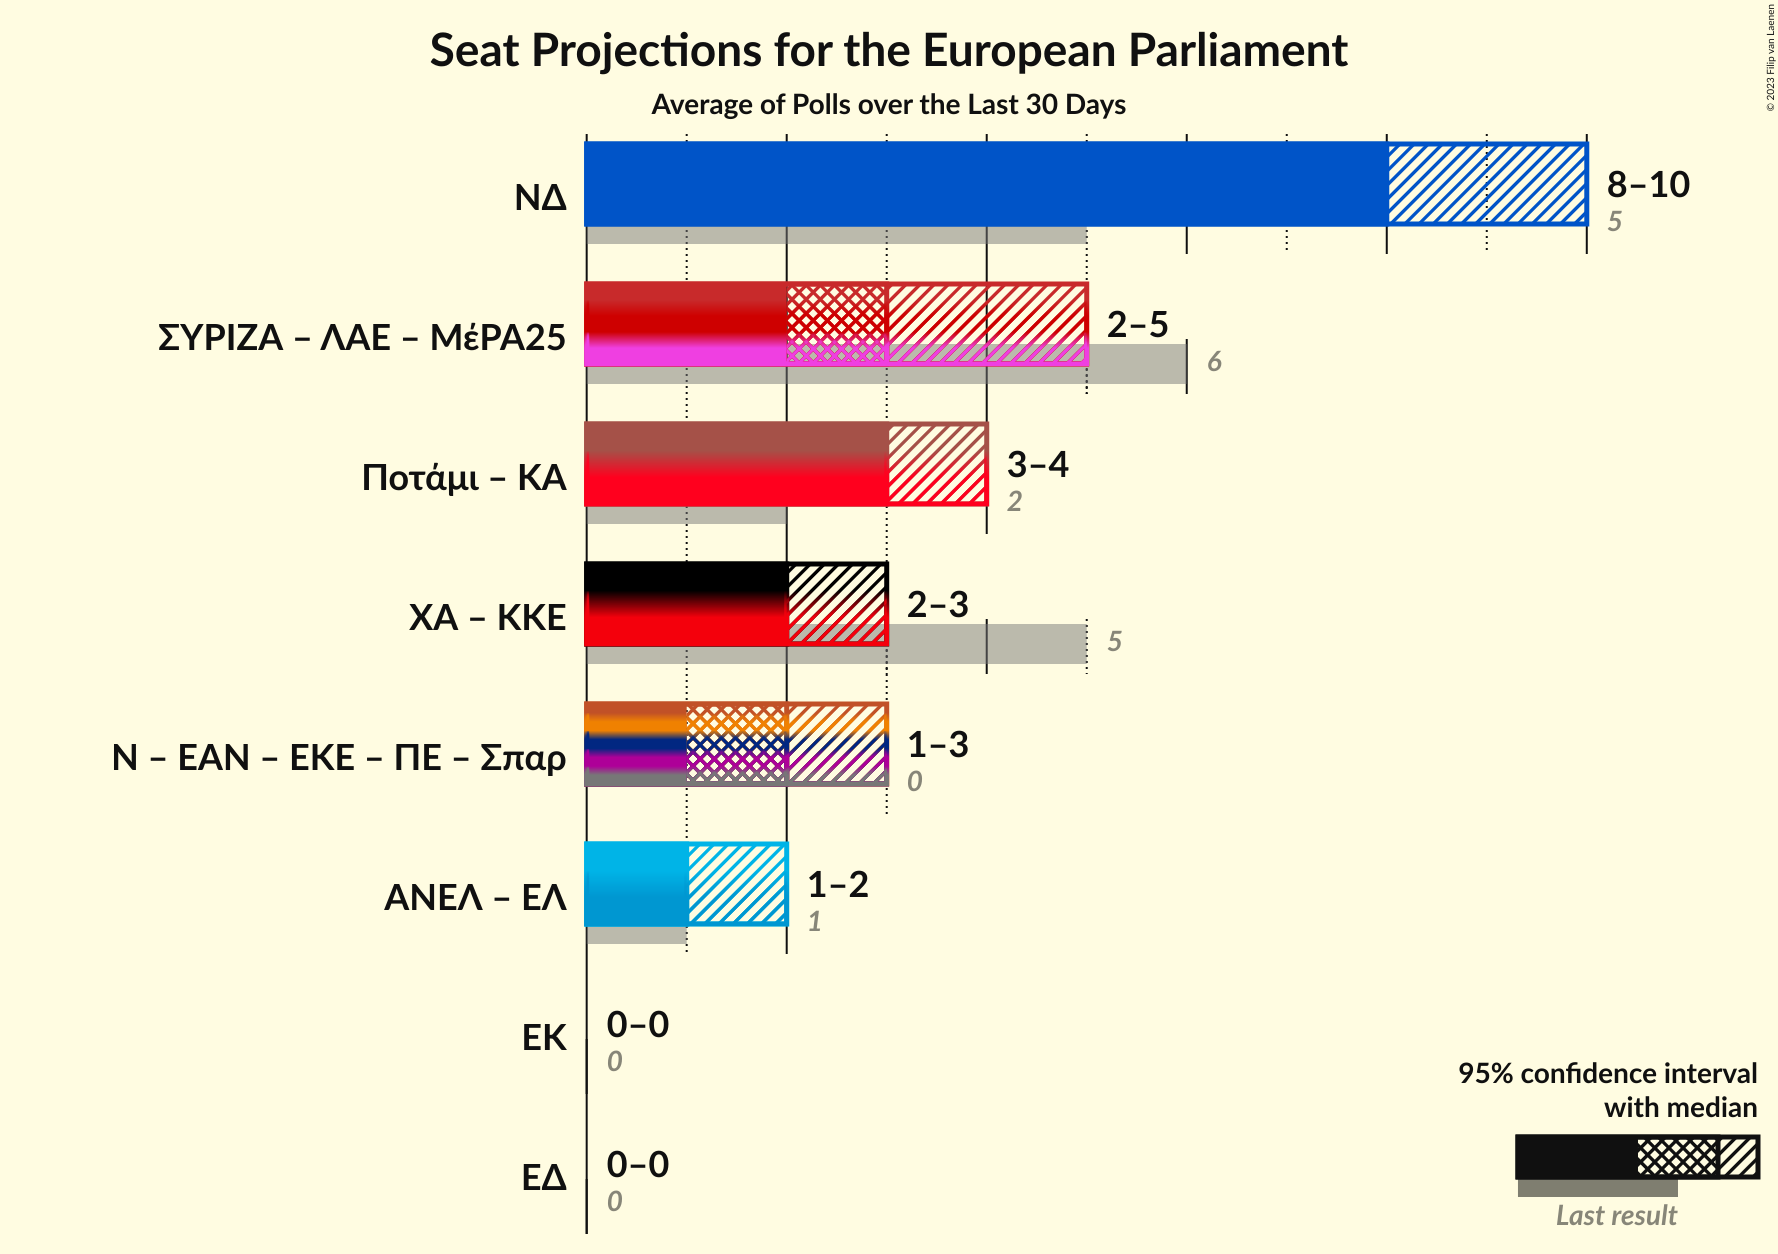 Seat Projections for the European Parliament
Average of Polls over the Last 30 Days
© 2023 Filip van Laenen
ΝΔ
8–10
5
ΣΥΡΙΖΑ – ΛΑΕ – ΜέΡΑ25
2–5
6
Ποτάμι – ΚΑ
3–4
2
ΧΑ – ΚΚΕ
2–3
5
Ν – ΕΑΝ – ΕΚΕ – ΠΕ – Σπαρ
1–3
0
ΑΝΕΛ – ΕΛ
1–2
1
ΕΚ
0–0
0
ΕΔ
0–0
0
95% confidence interval
with median
Last result